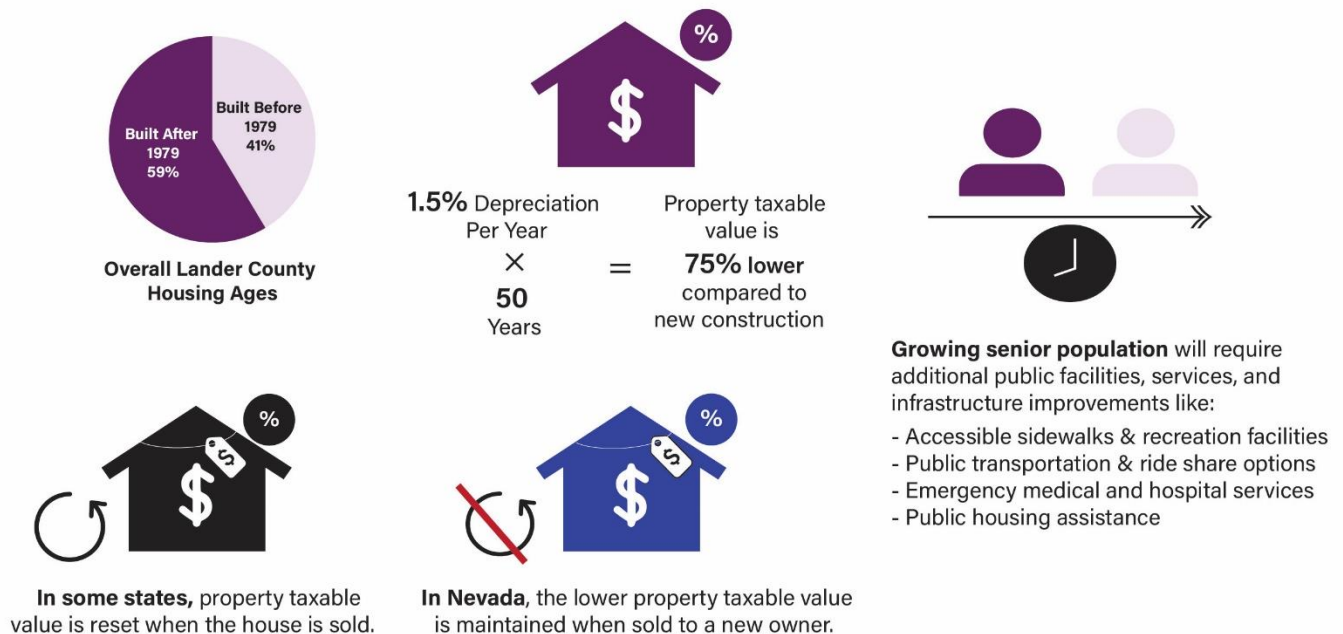 Built After
1979
59%
Built Before
1979
41%
Overall Lander County
Housing Ages
%
$
1.5% Depreciation
Per Year
×
50
Years
=
Property taxable
value is
75% lower
compared to
new construction
%
$
$
In some states, property taxable
value is reset when the house is sold.
%
$
$
In Nevada, the lower property taxable value
is maintained when sold to a new owner.
Growing senior population will require
additional public facilities, services, and
infrastructure improvements like:
- Accessible sidewalks & recreation facilities
- Public transportation & ride share options
- Emergency medical and hospital services
- Public housing assistance